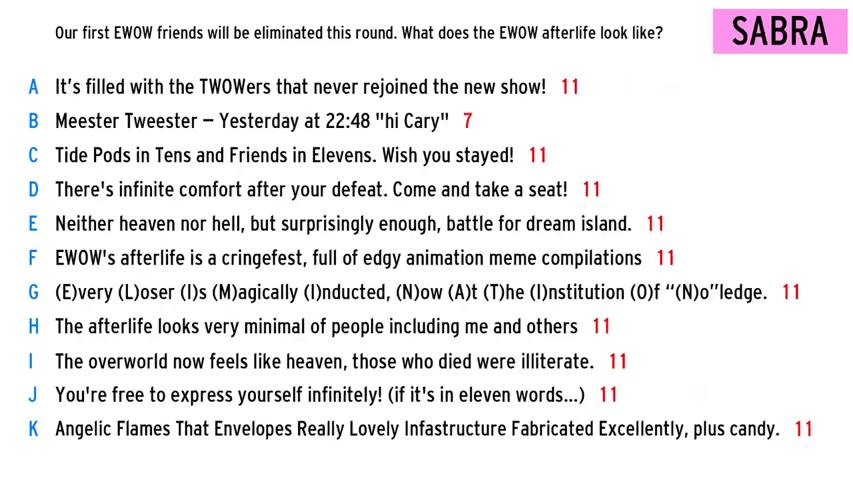 Our first EWOW friends will be eliminated this round. What does the EWOW afterlife look like?
SABRA
A It's filled with the TWOWers that never rejoined the new show! 11
B Meester Tweester – Yesterday at 22:48 "hi Cary" 7
C Tide Pods in Tens and Friends in Elevens. Wish you stayed! 11
D There's infinite comfort after your defeat. Come and take a seat! 11
E Neither heaven nor hell, but surprisingly enough, battle for dream island. 11
F EWOW's afterlife is a cringefest, full of edgy animation meme compilations 11
G (E)very (L)oser (I)s (M)agically (I)nducted, (N)ow (A)t (T)he (I)nstitution (O)f “(N)o”ledge. 11
H The afterlife looks very minimal of people including me and others 11
I The overworld now feels like heaven, those who died were illiterate. 11
J You're free to express yourself infinitely! (if it's in eleven words...) 11
K Angelic Flames That Envelopes Really Lovely Infastructure Fabricated Excellently, plus candy. 11